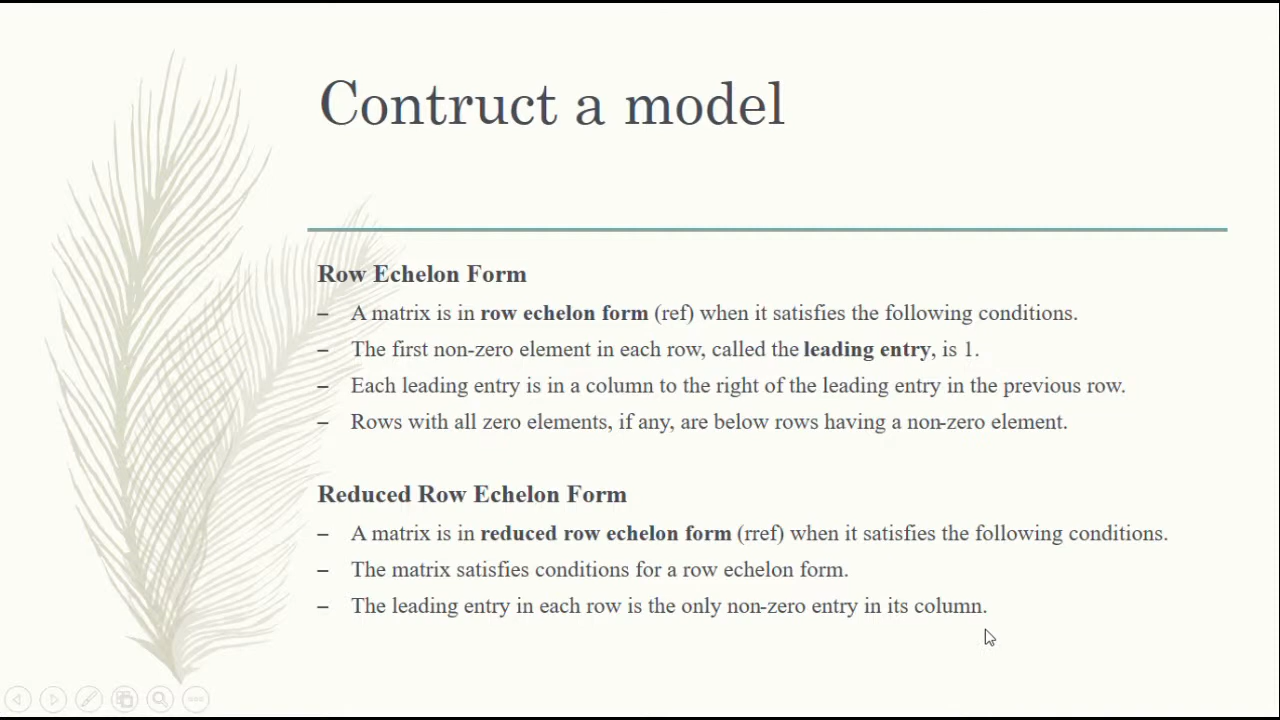 Contruct a model
Row Echelon Form
– A matrix is in row echelon form (ref) when it satisfies the following conditions.
– The first non-zero element in each row, called the leading entry, is 1.
– Each leading entry is in a column to the right of the leading entry in the previous row.
– Rows with all zero elements, if any, are below rows having a non-zero element.
Reduced Row Echelon Form
– A matrix is in reduced row echelon form (rref) when it satisfies the following conditions.
– The matrix satisfies conditions for a row echelon form.
– The leading entry in each row is the only non-zero entry in its column.